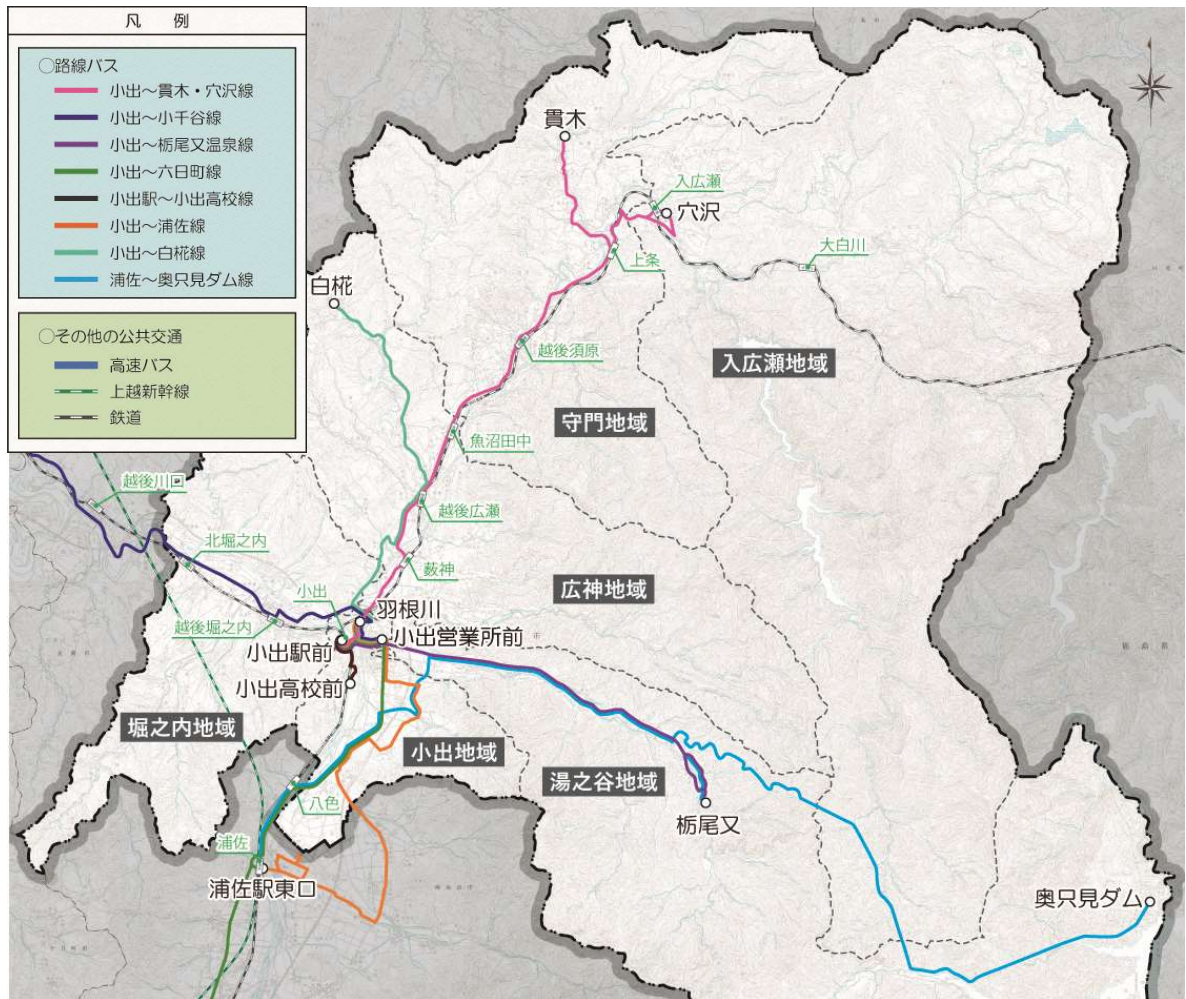 凡　例
○路線バス
小出～貫木・穴沢線
小出～小千谷線
小出～栃尾又温泉線
小出～六日町線
小出駅～小出高校線
小出～浦佐線
小出～白椛線
浦佐～奥只見ダム線
○その他の公共交通
高速バス
上越新幹線
鉄道
貫木
入広瀬
穴沢
大白川
上条
白椛
越後須原
入広瀬地域
守門地域
魚沼田中
越後川口
越後広瀬
北堀之内
藪神
広神地域
小出
羽根川
越後堀之内
小出営業所前
小出駅前
小出高校前
堀之内地域
小出地域
湯之谷地域
八色
栃尾又
浦佐
浦佐駅東口
奥只見ダム